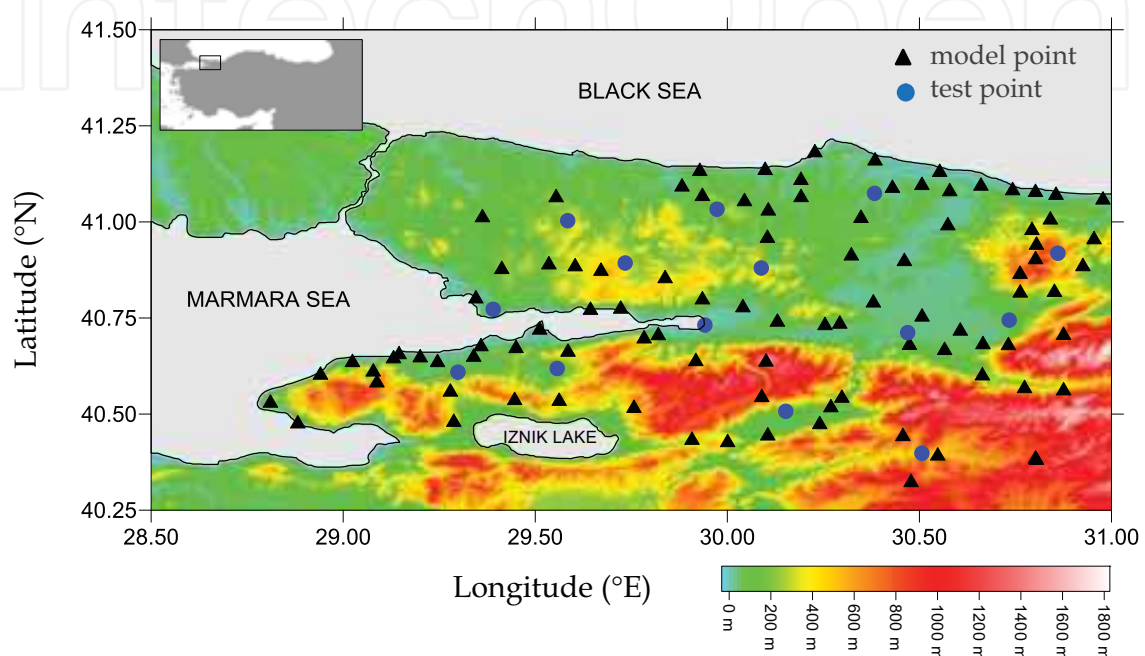 intechopen
41.50
41.25
41.00
40.75
40.50
40.25
Latitude (°N)
BLACK SEA
model point
test point
MARMARA SEA
IZNIK LAKE
28.50 29.00 29.50 30.00 30.50 31.00
Longitude (°E)
0 m
200 m
400 m
600 m
800 m
1000 m
1200 m
1400 m
1600 m
1800 m